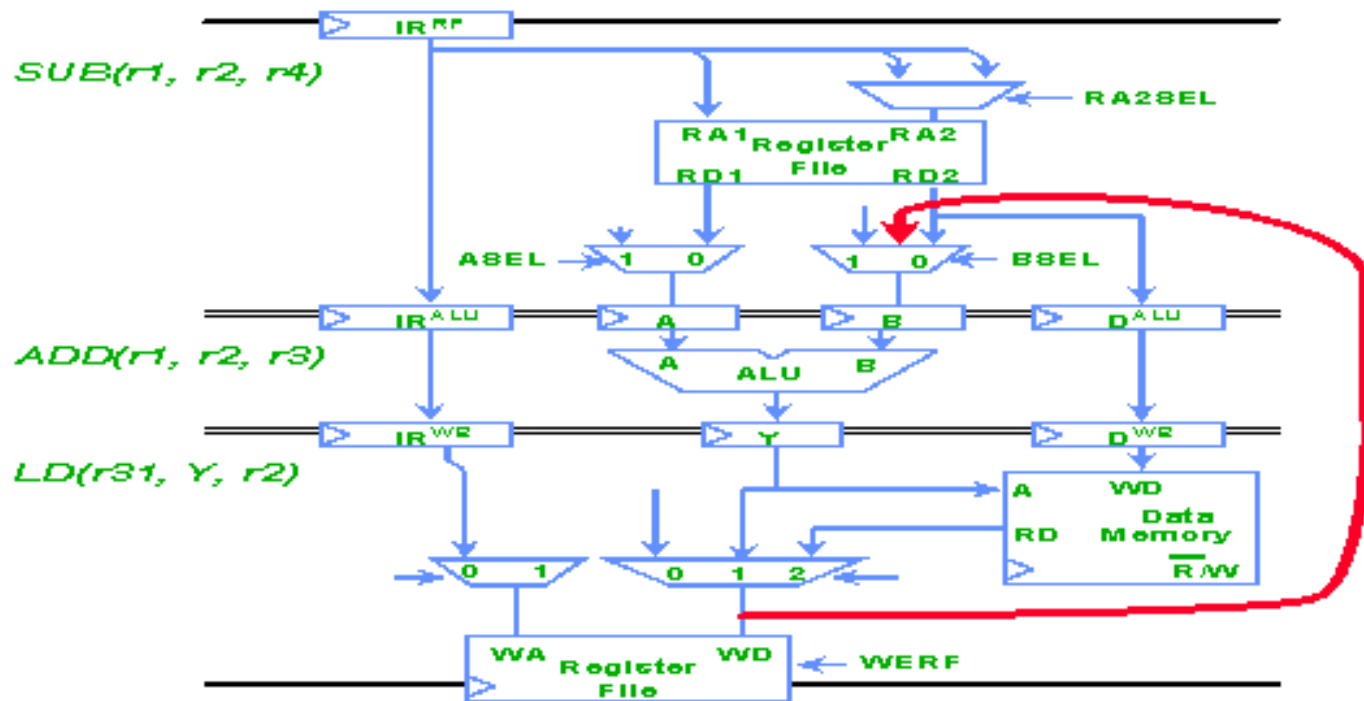 IR RF
SUB(r1, r2, r4)
RA2SEL
RA1 RA2
Register
File
RD1 RD2
ASEL 1 0 1 0 BSEL
IR ALU A B D ALU
ADD(r1, r2, r3)
A ALU B
IR WB Y D WB
LD(r31, Y, r2)
A WD
Data
RD Memory
0 1 0 1 2 R/W
WA WD WERF
Register
File